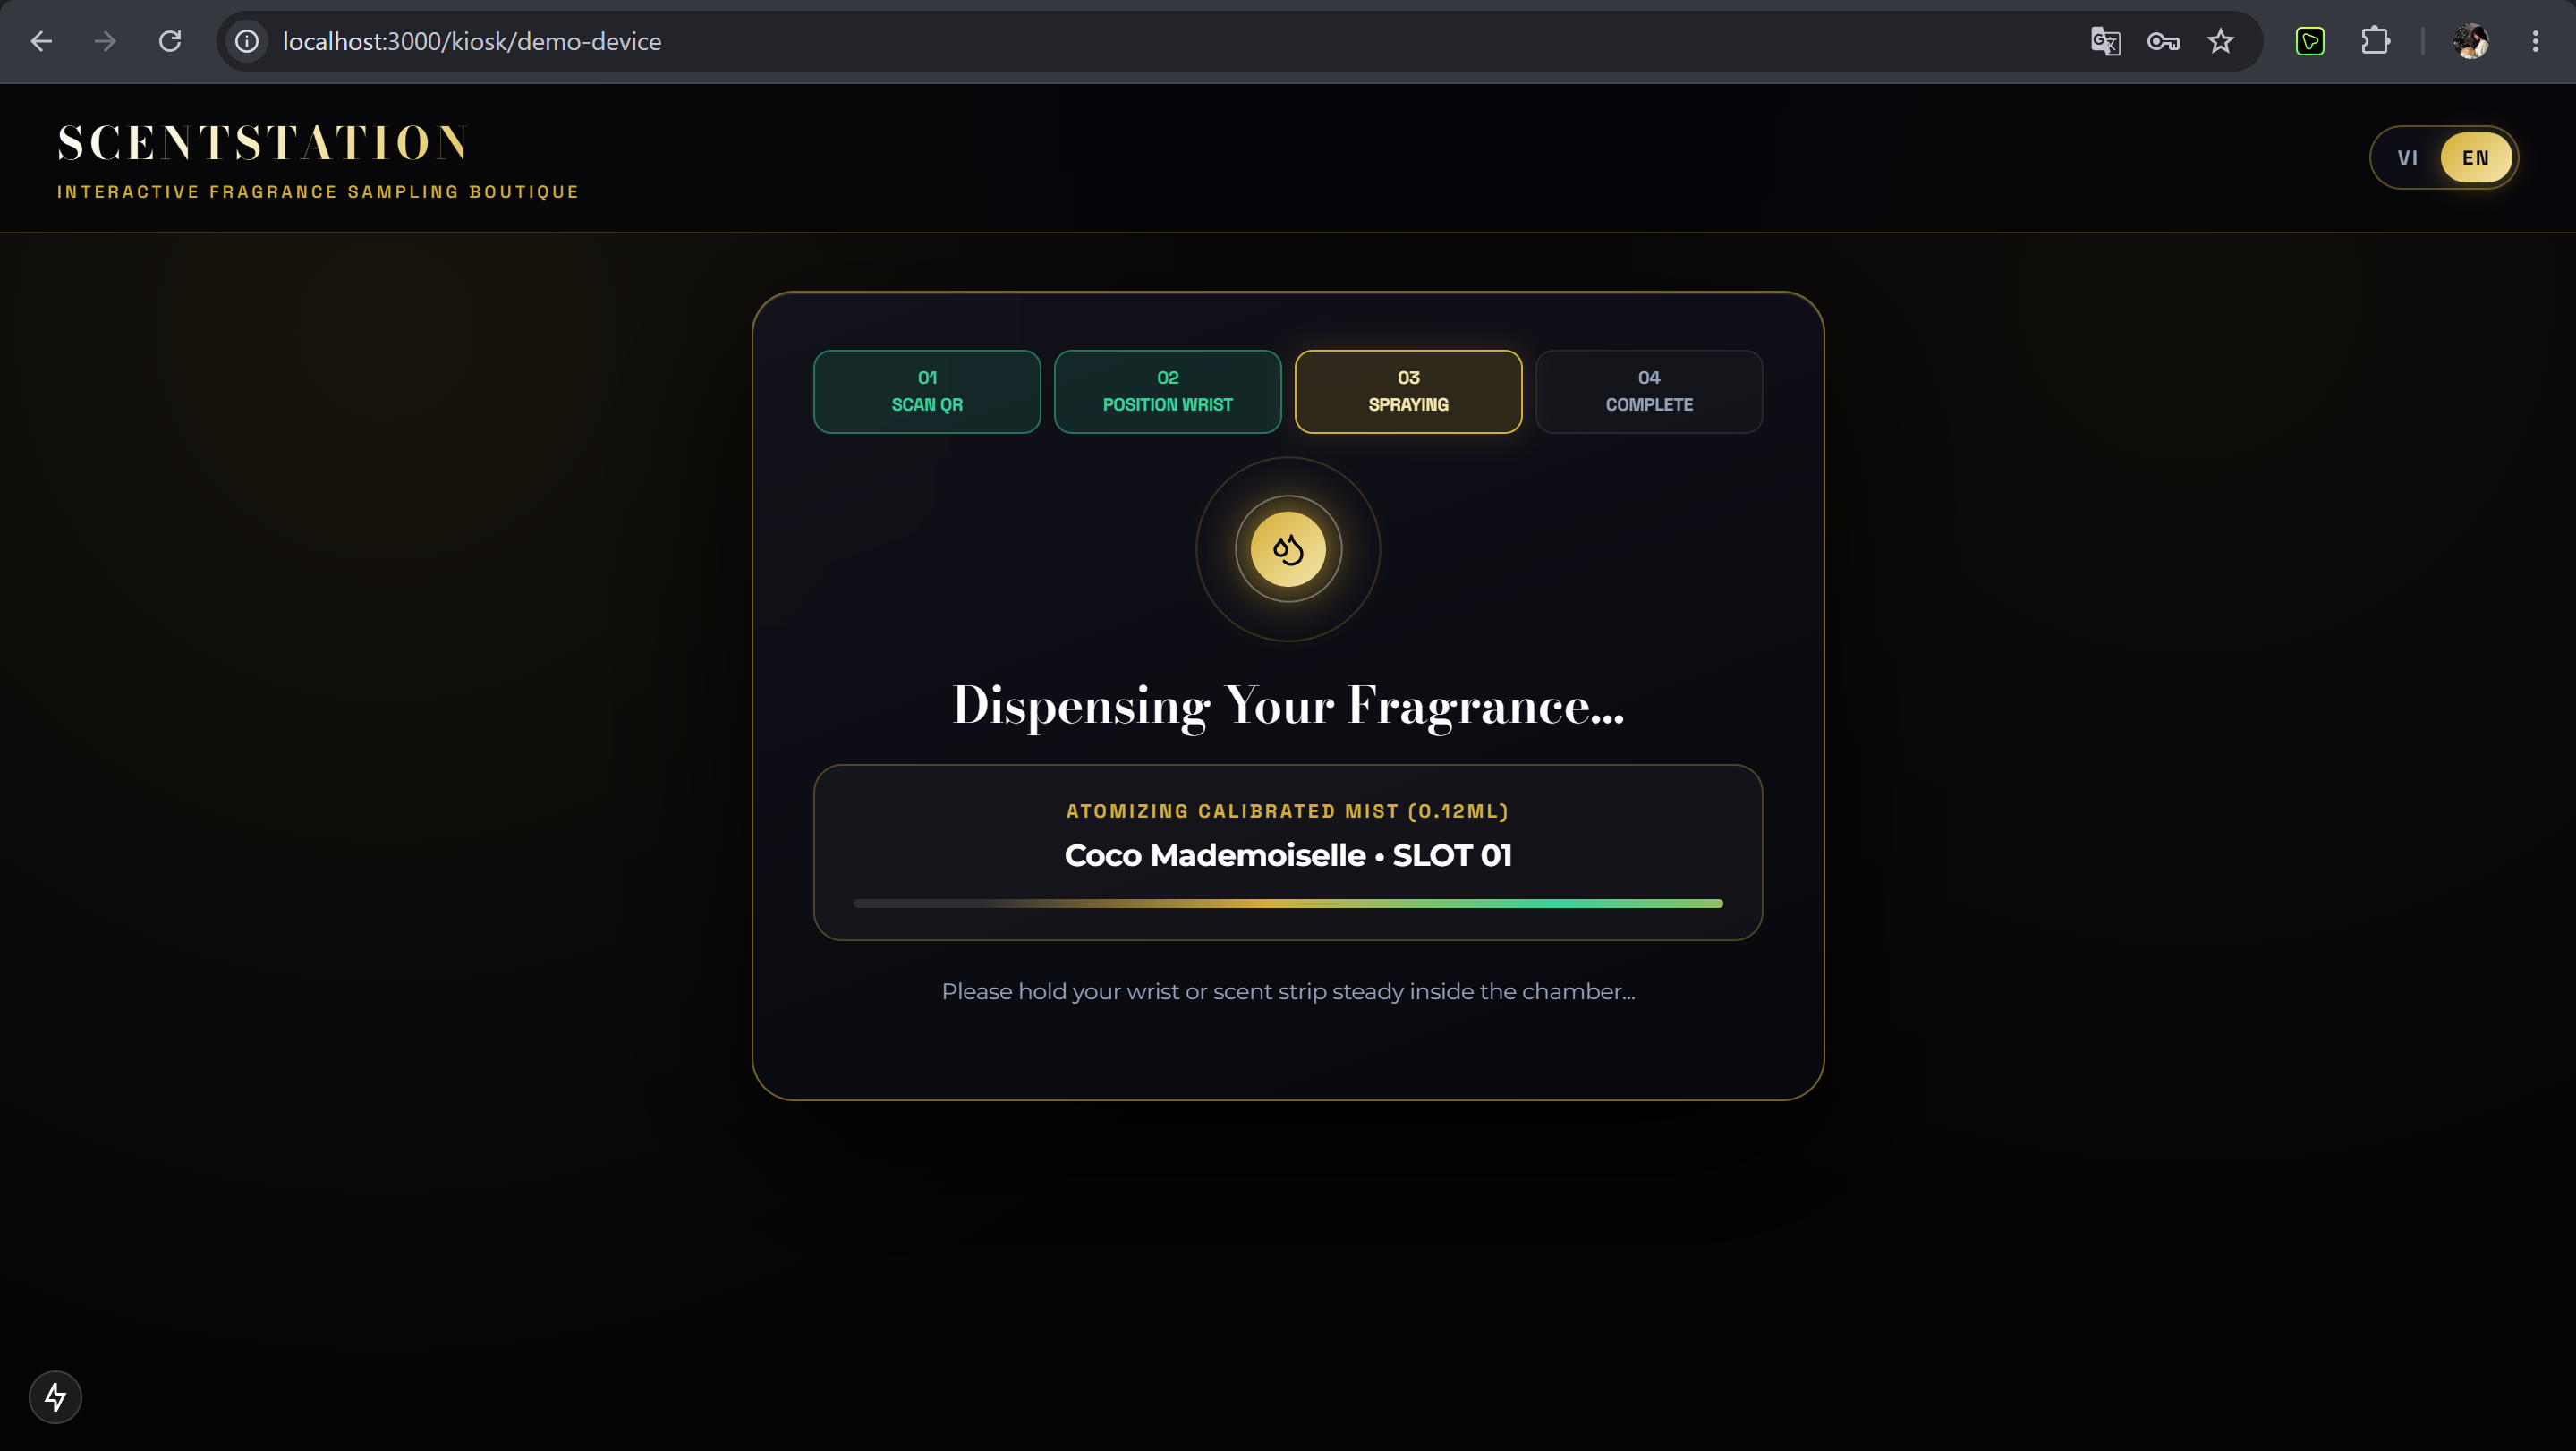 localhost:3000/kiosk/demo-device
SCENTSTATION
INTERACTIVE FRAGRANCE SAMPLING BOUTIQUE
VI
EN
01
SCAN QR
02
POSITION WRIST
03
SPRAYING
04
COMPLETE
Dispensing Your Fragrance...
ATOMIZING CALIBRATED MIST (0.12ML)
Coco Mademoiselle • SLOT 01
Please hold your wrist or scent strip steady inside the chamber...